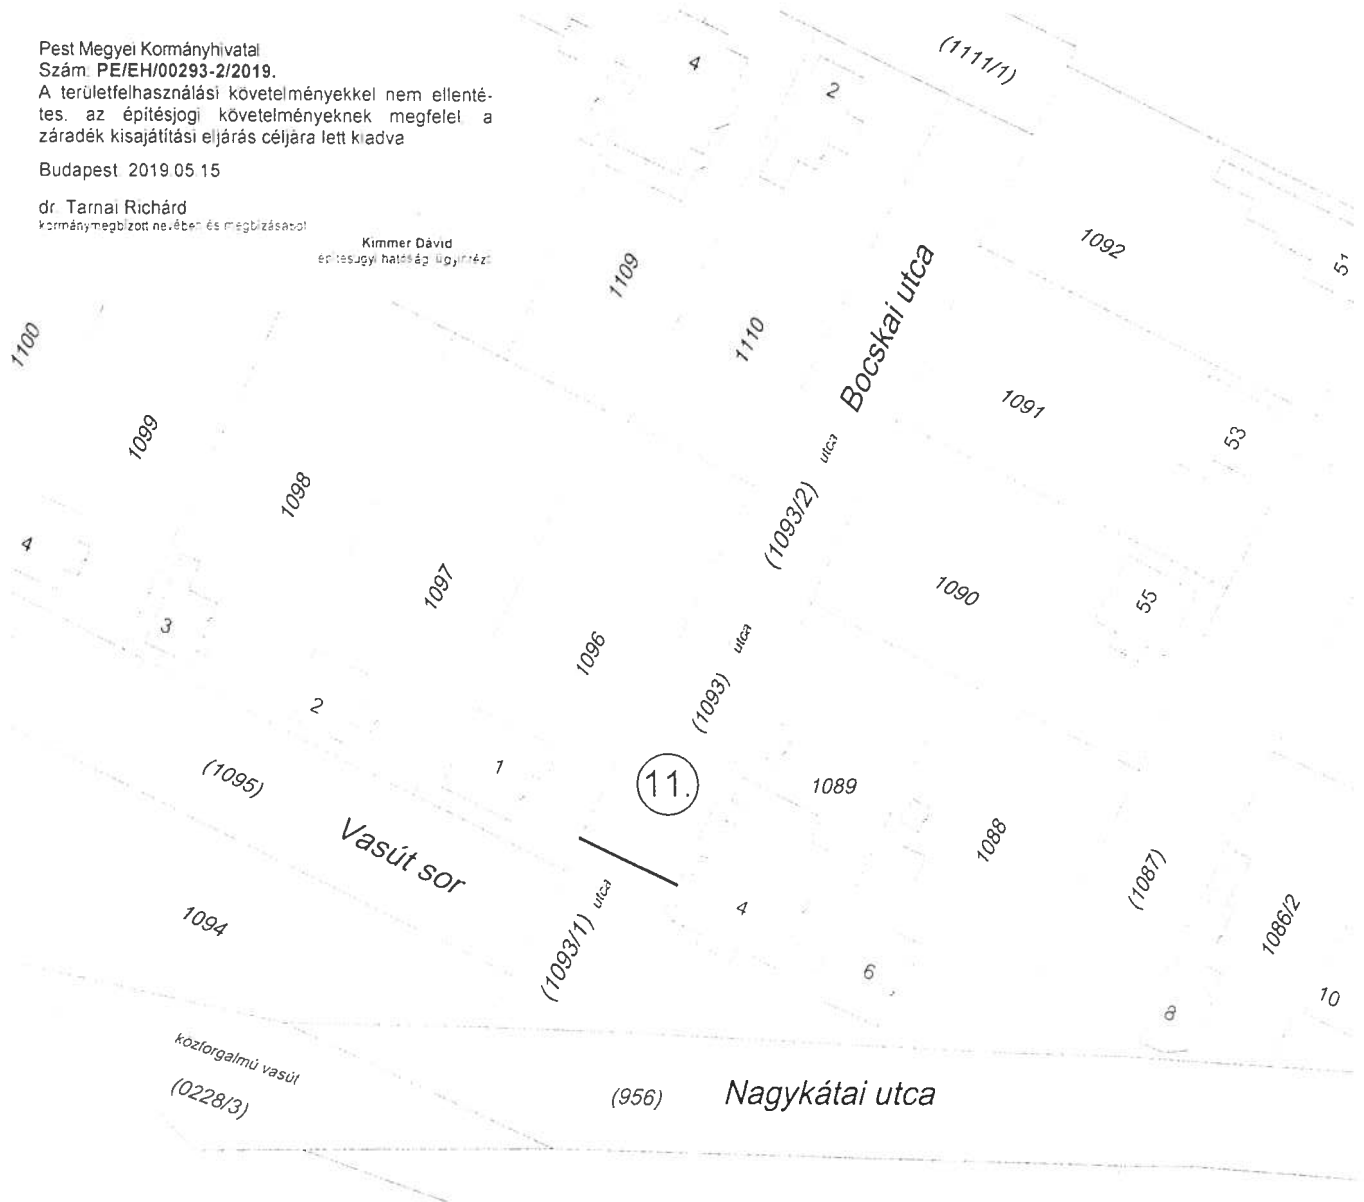 Pest Megyei Kormányhivatal
Szám: PE/EH/00293-2/2019.
A területfelhasználási követelményekkel nem ellenté-
tes, az építésjogi követelményeknek megfelel a
záradék kisajátítási eljárás céljára lett kiadva
Budapest 2019.05.15
dr. Tarnai Richárd
kormánymegbízott nevében és megbízásából
Kimmer Dávid
építésügyi hatósági ügyintéző
(1111/1)
4
2
1092
51
1109
1110
Bocskai utca
1100
1099
1098
1091
53
utca
(1093/2)
4
3
1097
1096
1090
55
utca
(1093)
2
1
(1095)
11.
1089
1088
(1087)
Vasút sor
utca
(1093/1)
4
1086/2
1094
6
10
8
közforgalmú vasút
(0228/3)
(956)
Nagykátai utca